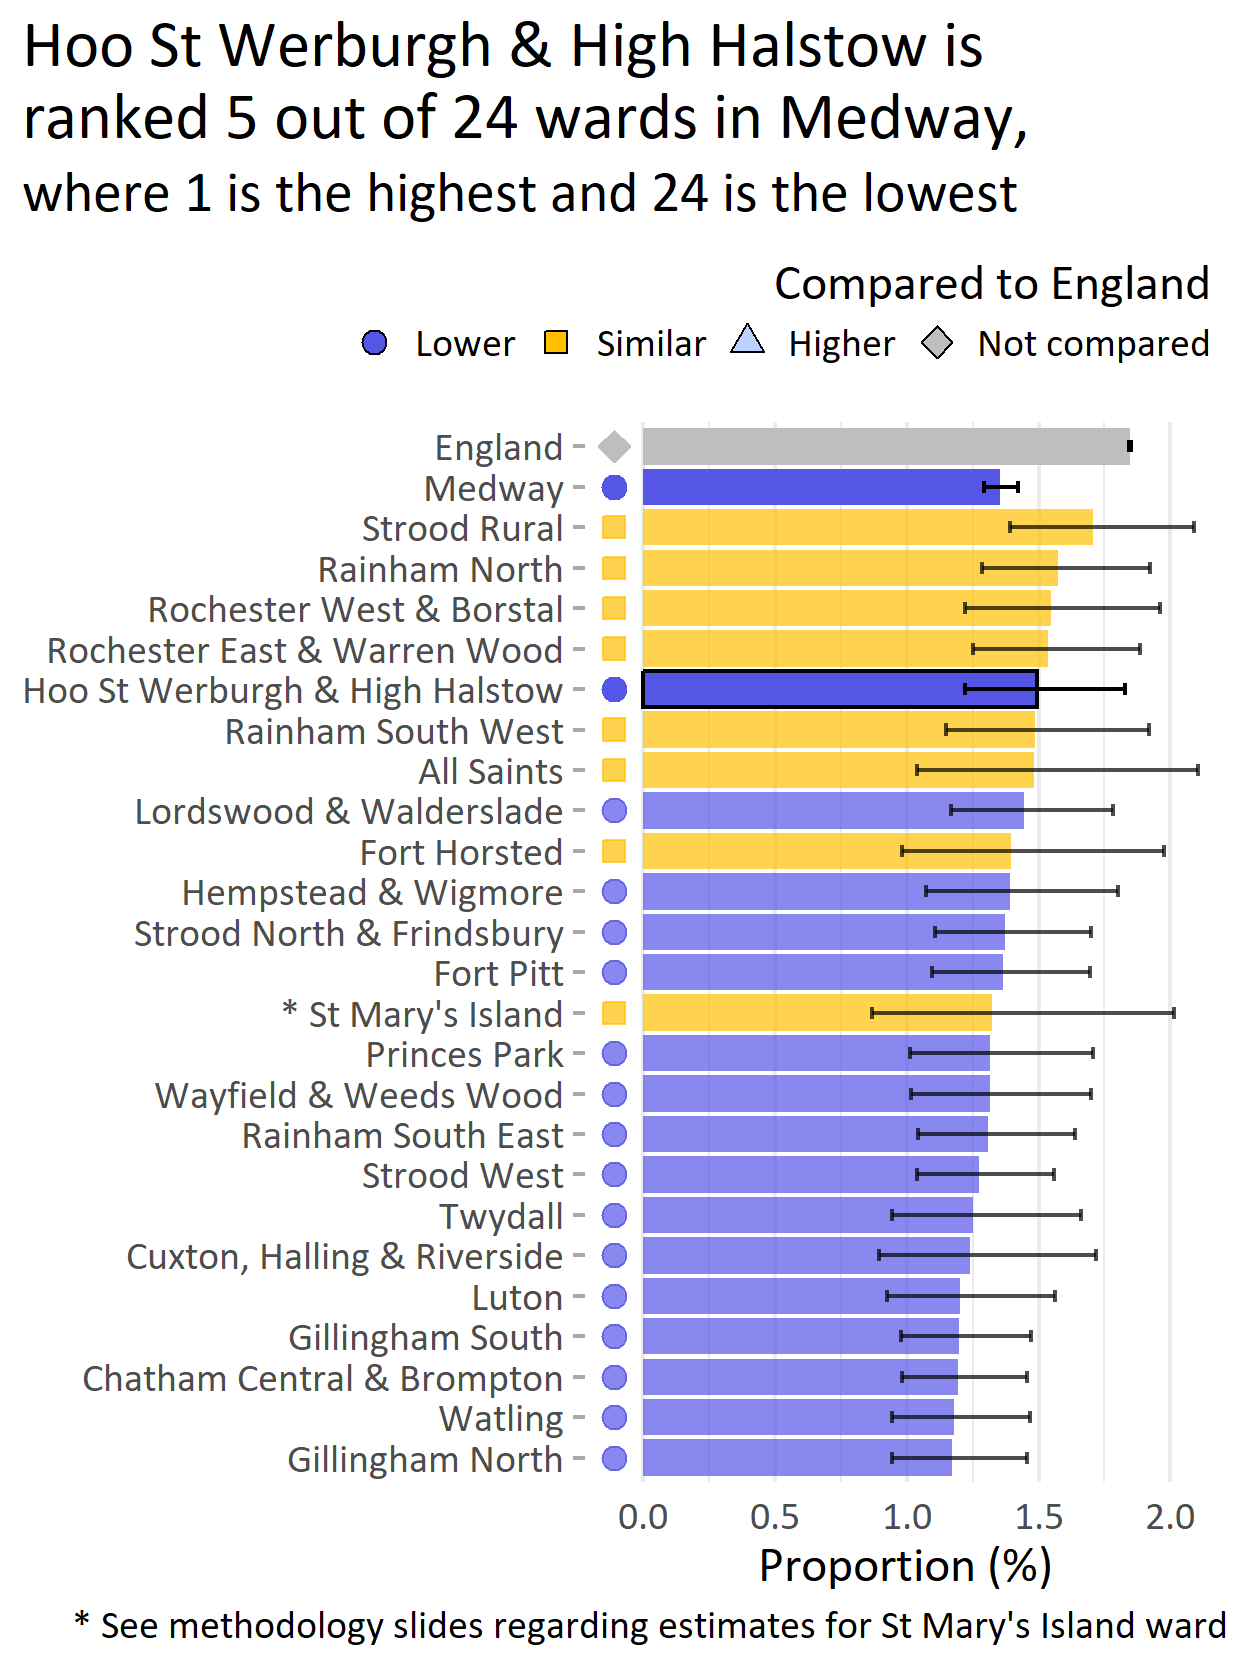 Hoo St Werburgh & High Halstow is
ranked 5 out of 24 wards in Medway,
where 1 is the highest and 24 is the lowest
Compared to England
Lower Similar Higher Not compared
England
Medway
Strood Rural
Rainham North
Rochester West & Borstal
Rochester East & Warren Wood
Hoo St Werburgh & High Halstow
Rainham South West
All Saints
Lordswood & Walderslade
Fort Horsted
Hempstead & Wigmore
Strood North & Frindsbury
Fort Pitt
* St Mary's Island
Princes Park
Wayfield & Weeds Wood
Rainham South East
Strood West
Twydall
Cuxton, Halling & Riverside
Luton
Gillingham South
Chatham Central & Brompton
Watling
Gillingham North
0.0 0.5 1.0 1.5 2.0
Proportion (%)
* See methodology slides regarding estimates for St Mary's Island ward